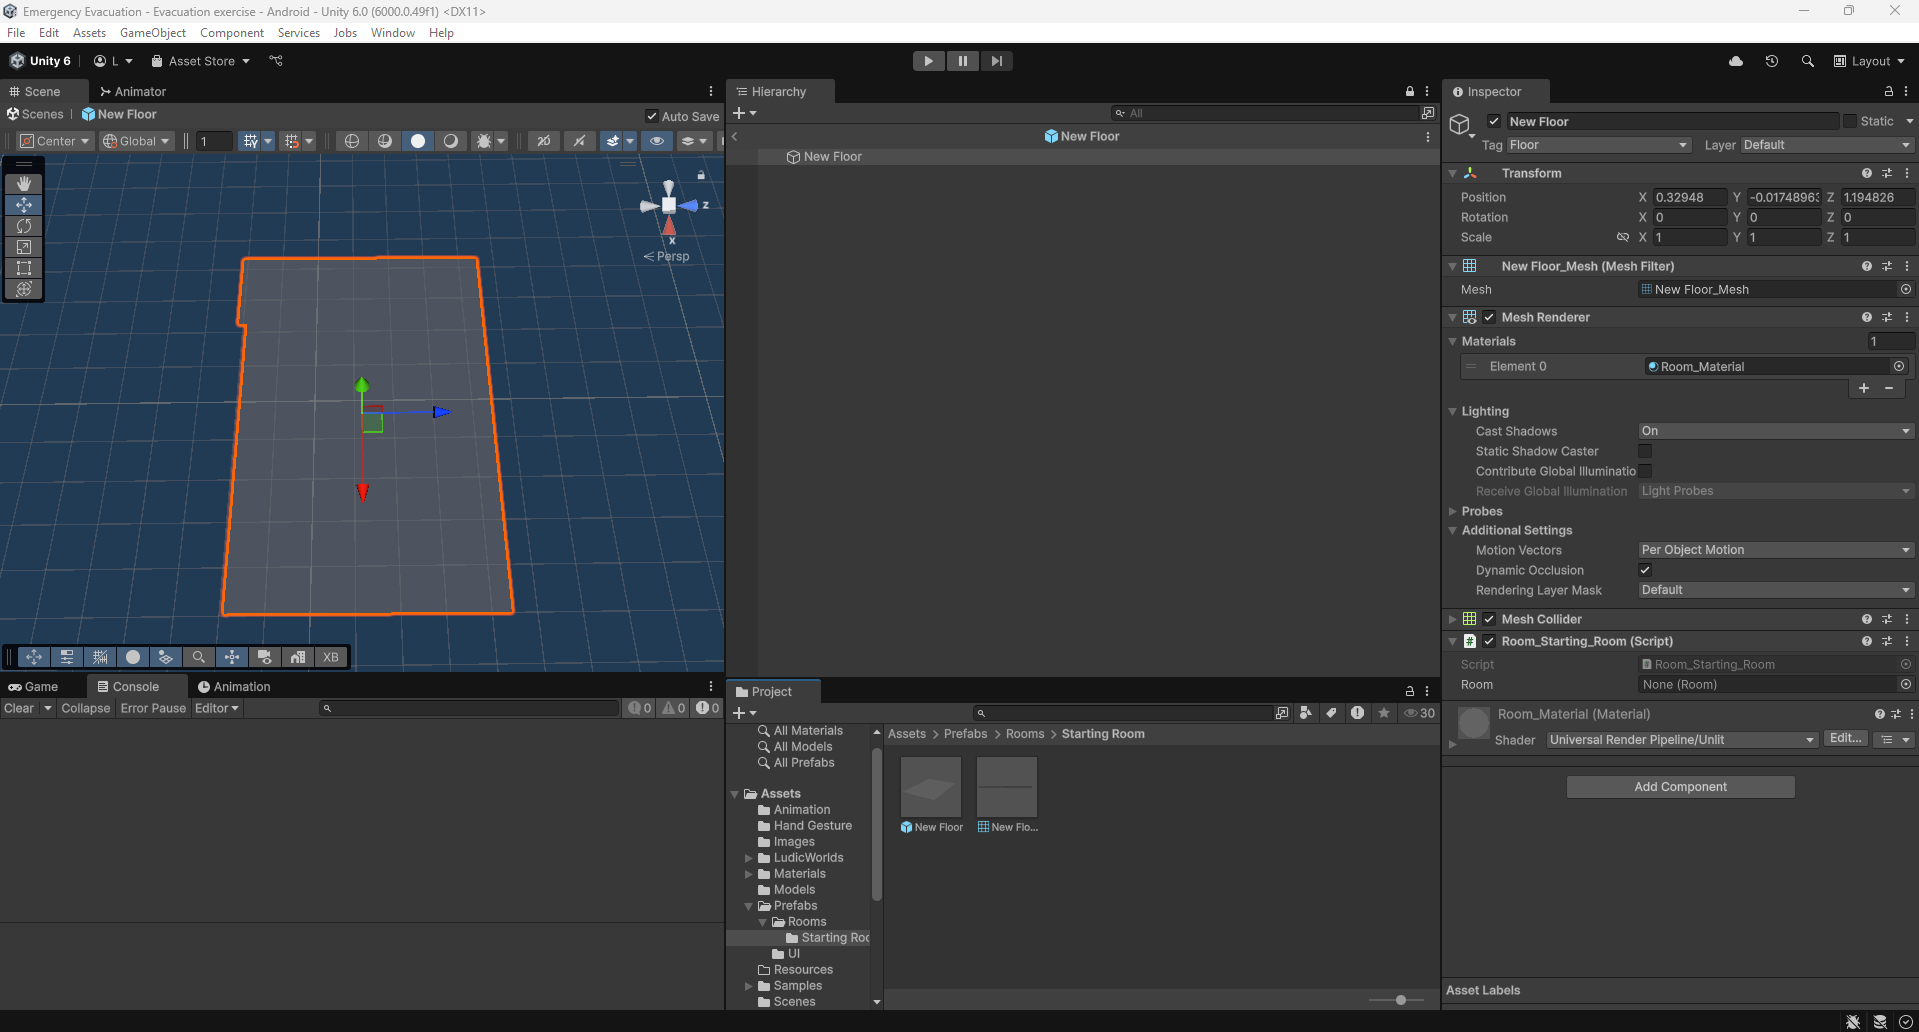 Emergency Evacuation - Evacuation exercise - Android - Unity 6.0 (6000.0.49f1) <DX11>
File Edit Assets GameObject Component Services Jobs Window Help
Unity 6 L Asset Store Layout
Scene Animator
Scenes New Floor Auto Save
Center Global 1 2D
z
x
Persp
XB
Game Console Animation
Clear Collapse Error Pause Editor 0 0 0
Hierarchy
All
New Floor
New Floor
Project
30
All Materials
All Models
All Prefabs
Assets
Animation
Hand Gesture
Images
LudicWorlds
Materials
Models
Prefabs
Rooms
Starting Roo
UI
Resources
Samples
Scenes
Assets > Prefabs > Rooms > Starting Room
New Floor New Flo...
Inspector
New Floor Static
Tag Floor Layer Default
Transform
Position X 0.32948 Y -0.01748963 Z 1.194826
Rotation X 0 Y 0 Z 0
Scale X 1 Y 1 Z 1
New Floor_Mesh (Mesh Filter)
Mesh New Floor_Mesh
Mesh Renderer
Materials 1
Element 0 Room_Material
Lighting
Cast Shadows On
Static Shadow Caster
Contribute Global Illuminatio
Receive Global Illumination Light Probes
Probes
Additional Settings
Motion Vectors Per Object Motion
Dynamic Occlusion
Rendering Layer Mask Default
Mesh Collider
Room_Starting_Room (Script)
Script Room_Starting_Room
Room None (Room)
Room_Material (Material)
Shader Universal Render Pipeline/Unlit Edit...
Add Component
Asset Labels